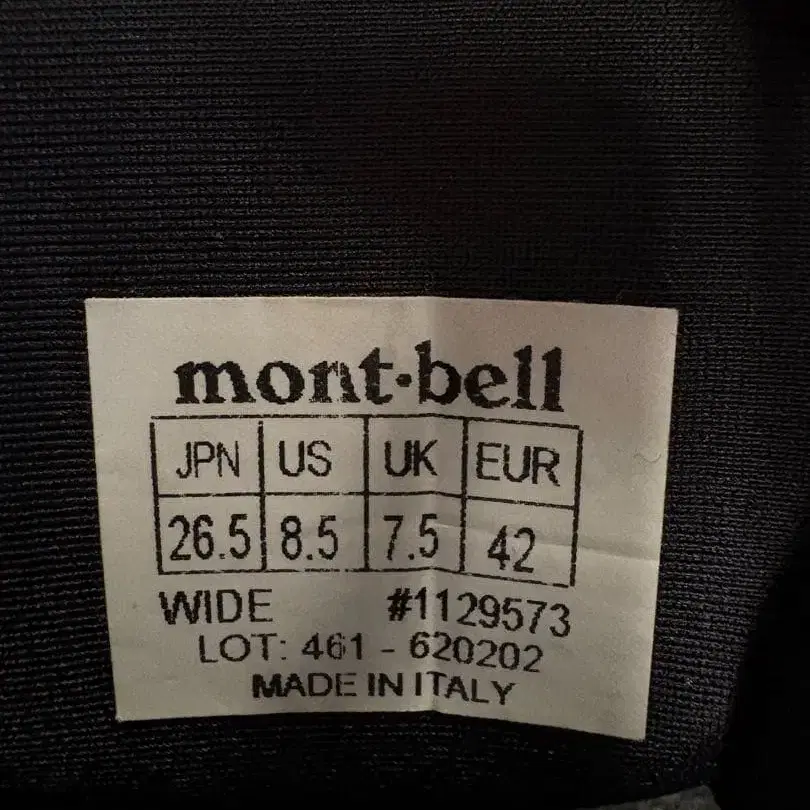 mont-bell
JPN US UK EUR
26.5 8.5 7.5 42
WIDE #1129573
LOT: 461 - 620202
MADE IN ITALY